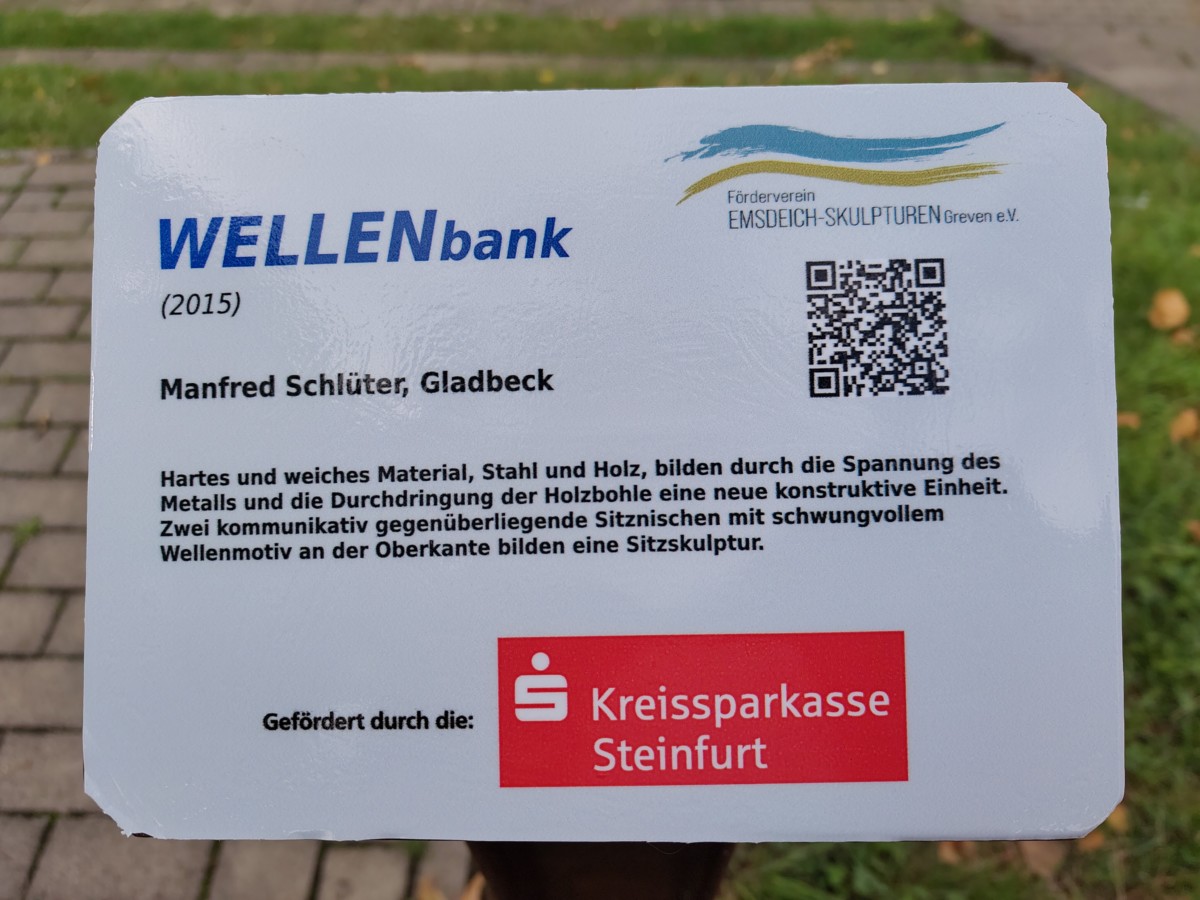 Förderverein
EMSDEICH-SKULPTUREN Greven e.V.
WELLENbank
(2015)
Manfred Schlüter, Gladbeck
Hartes und weiches Material, Stahl und Holz, bilden durch die Spannung des
Metalls und die Durchdringung der Holzbohle eine neue konstruktive Einheit.
Zwei kommunikativ gegenüberliegende Sitznischen mit schwungvollem
Wellenmotiv an der Oberkante bilden eine Sitzskulptur.
Gefördert durch die:
Kreissparkasse
Steinfurt